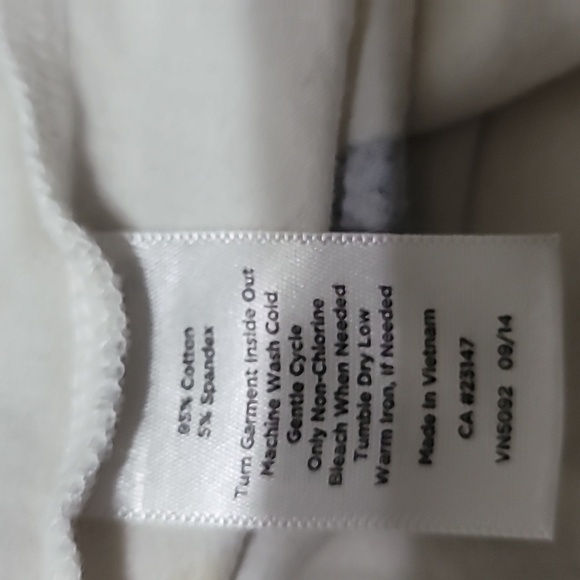 95% Cotton
5% Spandex
Turn Garment Inside Out
Machine Wash Cold
Gentle Cycle
Only Non-Chlorine
Bleach When Needed
Tumble Dry Low
Warm Iron, If Needed
Made In Vietnam
CA #25147
VN5092 09/14